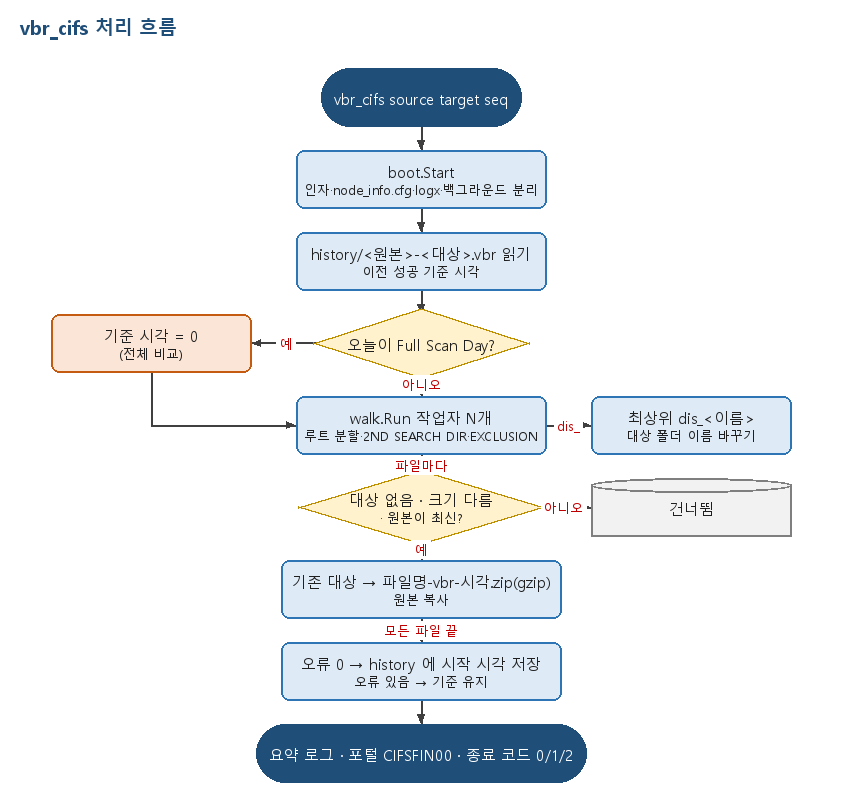 vbr_cifs 처리 흐름
vbr_cifs source target seq
boot.Start
인자·node_info.cfg·logx·백그라운드 분리
history/<원본>-<대상>.vbr 읽기
이전 성공 기준 시각
오늘이 Full Scan Day?
예
기준 시각 = 0
(전체 비교)
아니오
walk.Run 작업자 N개
루트 분할·2ND SEARCH DIR·EXCLUSION
dis_
최상위 dis_<이름>
대상 폴더 이름 바꾸기
파일마다
대상 없음 · 크기 다름
· 원본이 최신?
아니오
건너뜀
예
기존 대상 → 파일명-vbr-시각.zip(gzip)
원본 복사
모든 파일 끝
오류 0 → history 에 시작 시각 저장
오류 있음 → 기준 유지
요약 로그 · 포털 CIFSFIN00 · 종료 코드 0/1/2